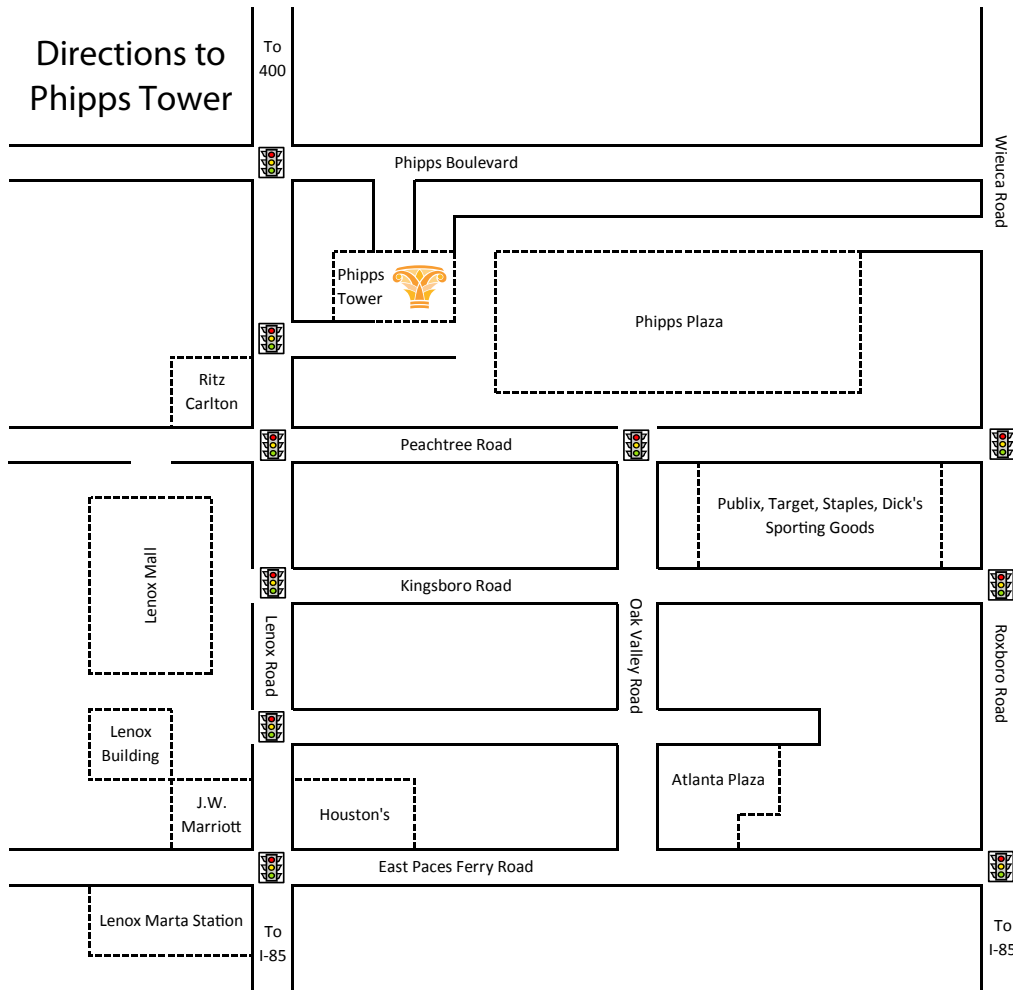 Directions to
Phipps Tower
To
400
Phipps Boulevard
Wieuca Road
Phipps
Tower
Phipps Plaza
Ritz
Carlton
Peachtree Road
Publix, Target, Staples, Dick's
Sporting Goods
Lenox Mall
Kingsboro Road
Lenox Road
Oak Valley Road
Roxboro Road
Lenox
Building
Atlanta Plaza
J.W.
Marriott
Houston's
East Paces Ferry Road
Lenox Marta Station
To
I-85
To
I-85